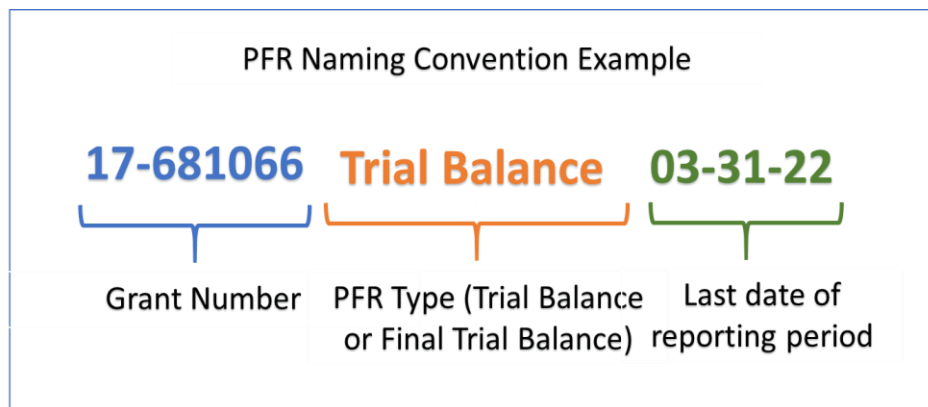 PFR Naming Convention Example
17-681066 Trial Balance 03-31-22
Grant Number
PFR Type (Trial Balance
or Final Trial Balance)
Last date of
reporting period